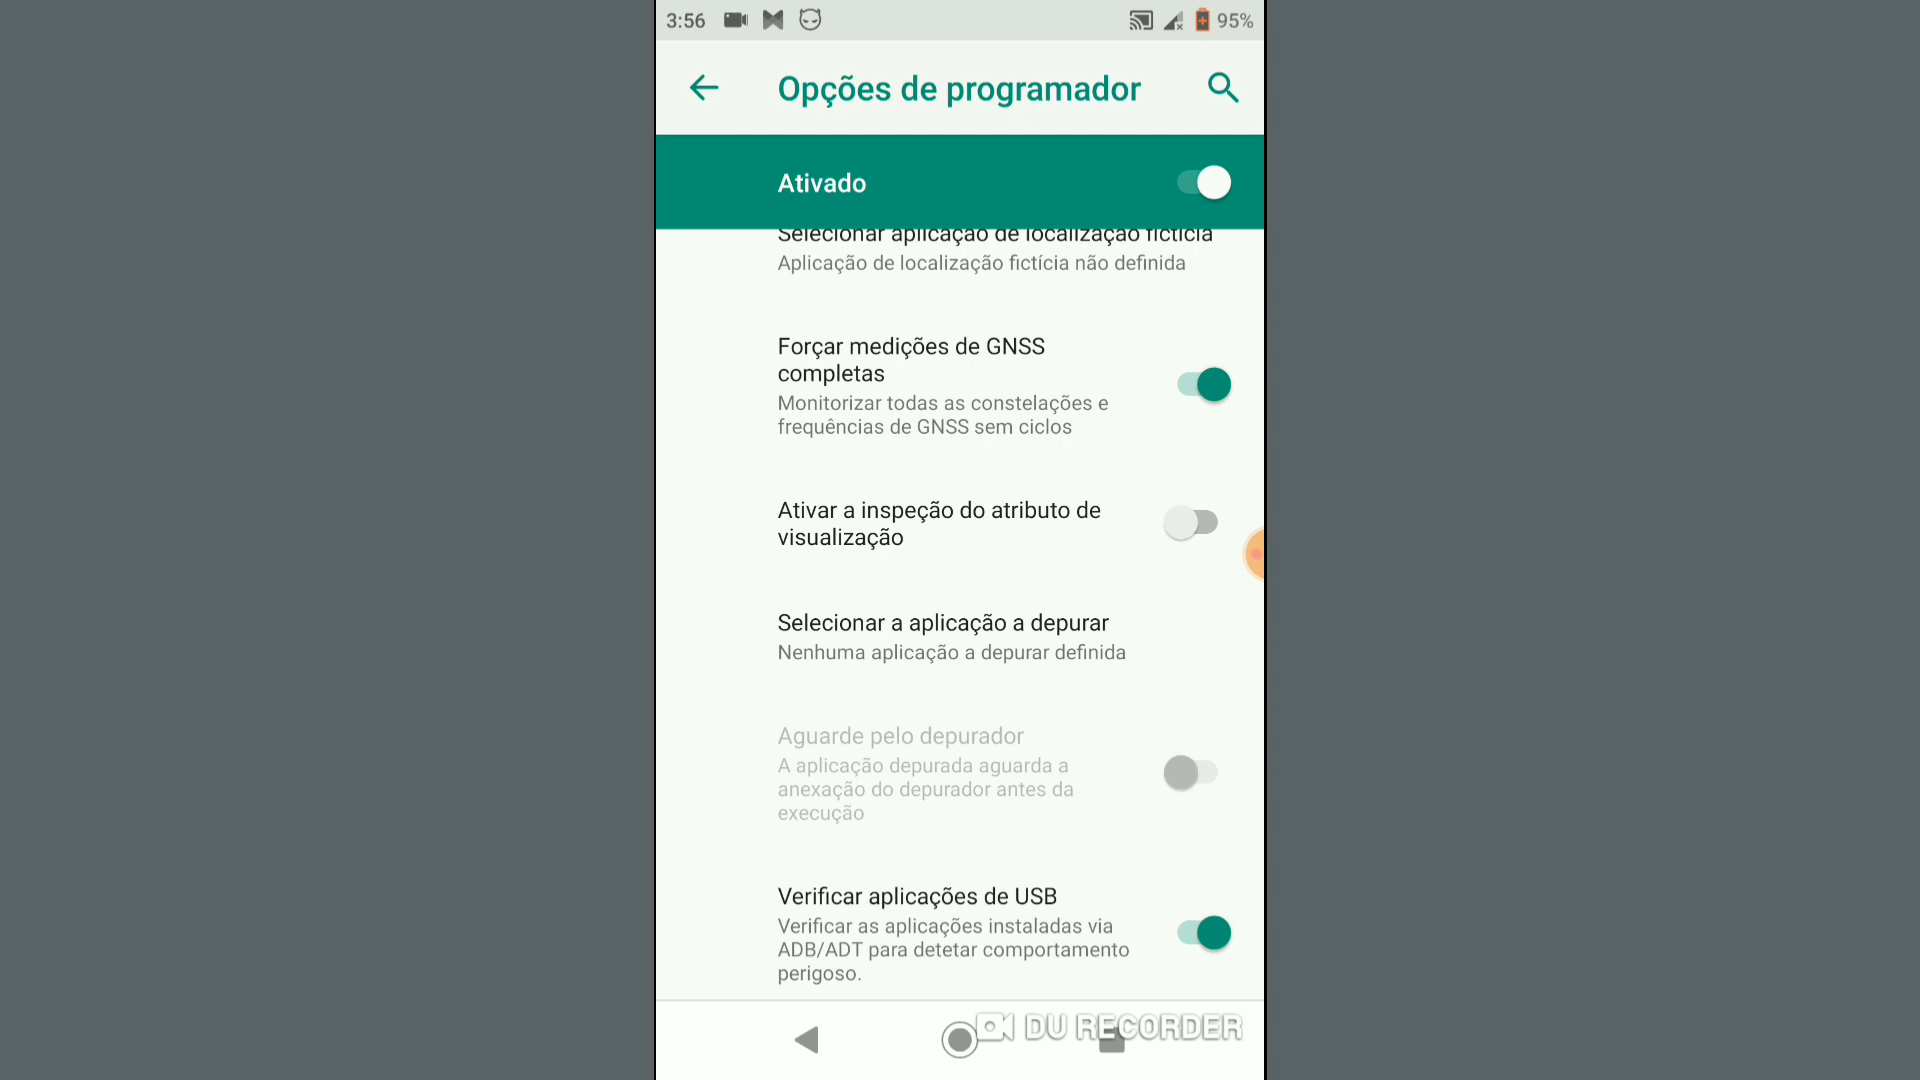 3:56
95%
Opções de programador
Ativado
Selecionar aplicação de localização fictícia
Aplicação de localização fictícia não definida
Forçar medições de GNSS
completas
Monitorizar todas as constelações e
frequências de GNSS sem ciclos
Ativar a inspeção do atributo de
visualização
Selecionar a aplicação a depurar
Nenhuma aplicação a depurar definida
Aguarde pelo depurador
A aplicação depurada aguarda a
anexação do depurador antes da
execução
Verificar aplicações de USB
Verificar as aplicações instaladas via
ADB/ADT para detetar comportamento
perigoso.
DU RECORDER